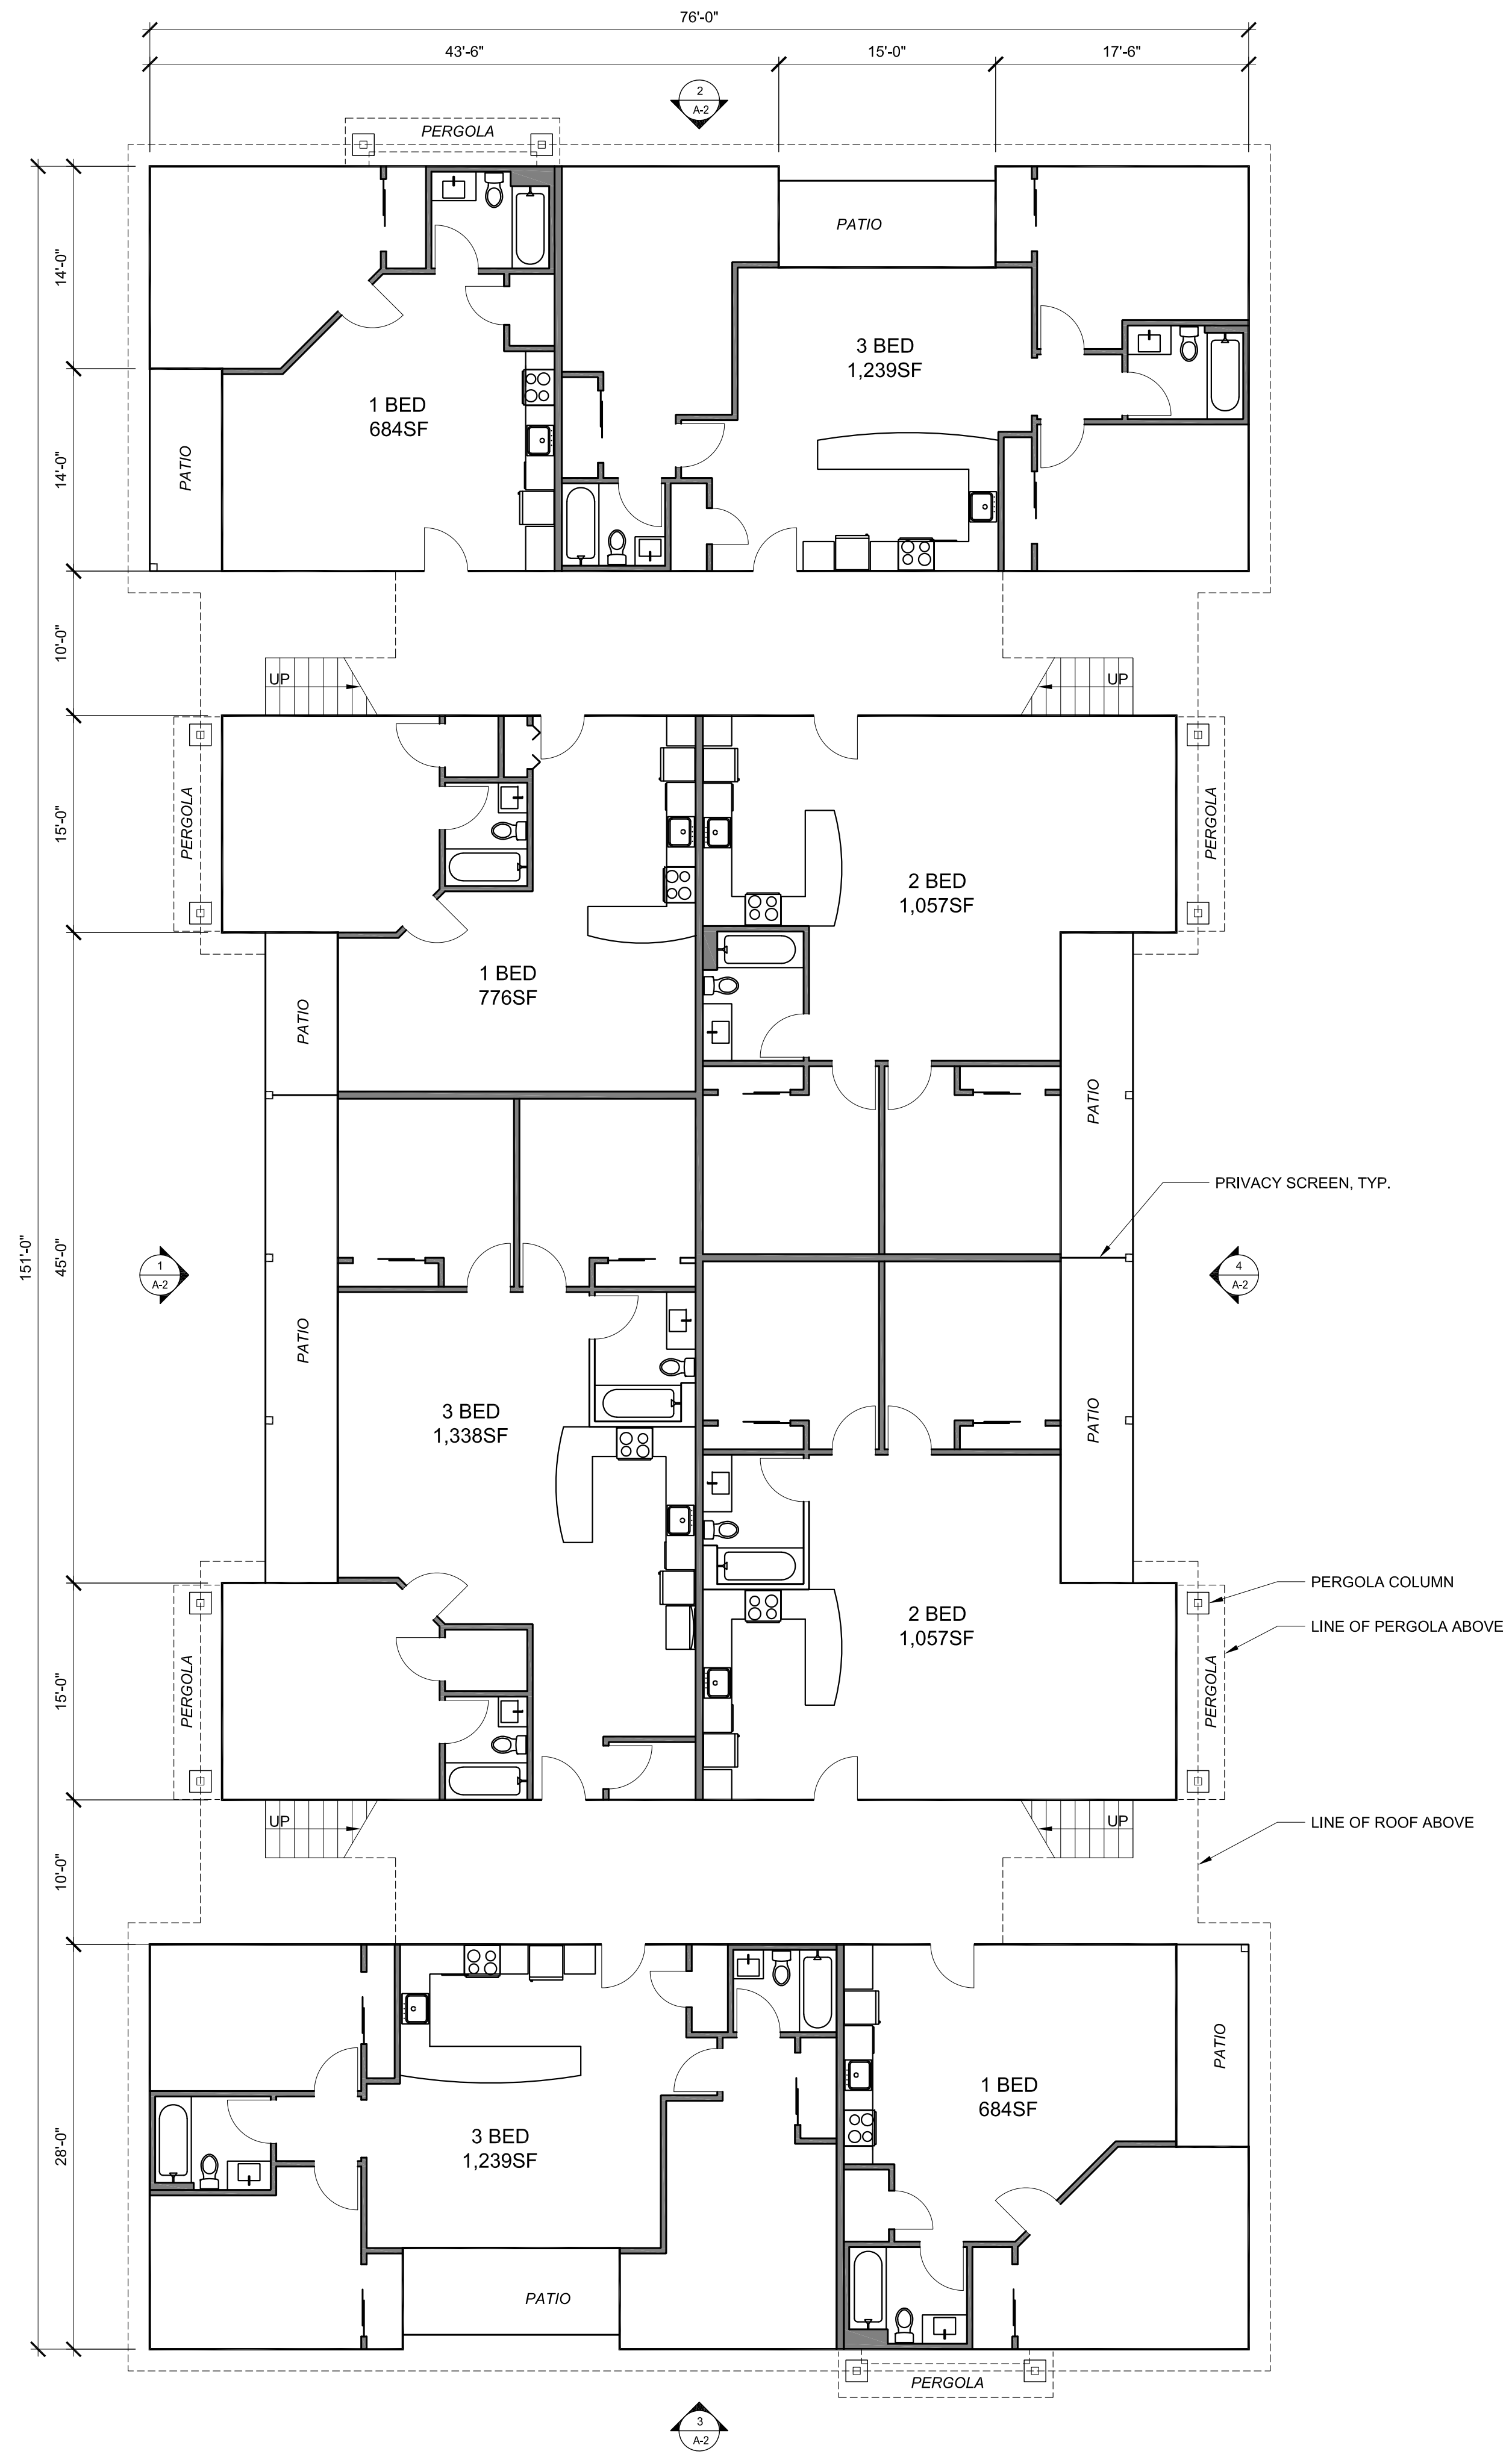 76'-0"
43'-6"
15'-0"
17'-6"
2
A-2
PERGOLA
PATIO
14'-0"
3 BED
1,239SF
1 BED
684SF
PATIO
14'-0"
10'-0"
UP
UP
PERGOLA
15'-0"
PERGOLA
2 BED
1,057SF
1 BED
776SF
PATIO
PATIO
PRIVACY SCREEN, TYP.
151'-0"
45'-0"
1
A-2
4
A-2
PATIO
3 BED
1,338SF
PATIO
PERGOLA COLUMN
2 BED
1,057SF
LINE OF PERGOLA ABOVE
PERGOLA
15'-0"
PERGOLA
UP
UP
LINE OF ROOF ABOVE
10'-0"
PATIO
1 BED
684SF
3 BED
1,239SF
28'-0"
PATIO
PERGOLA
3
A-2